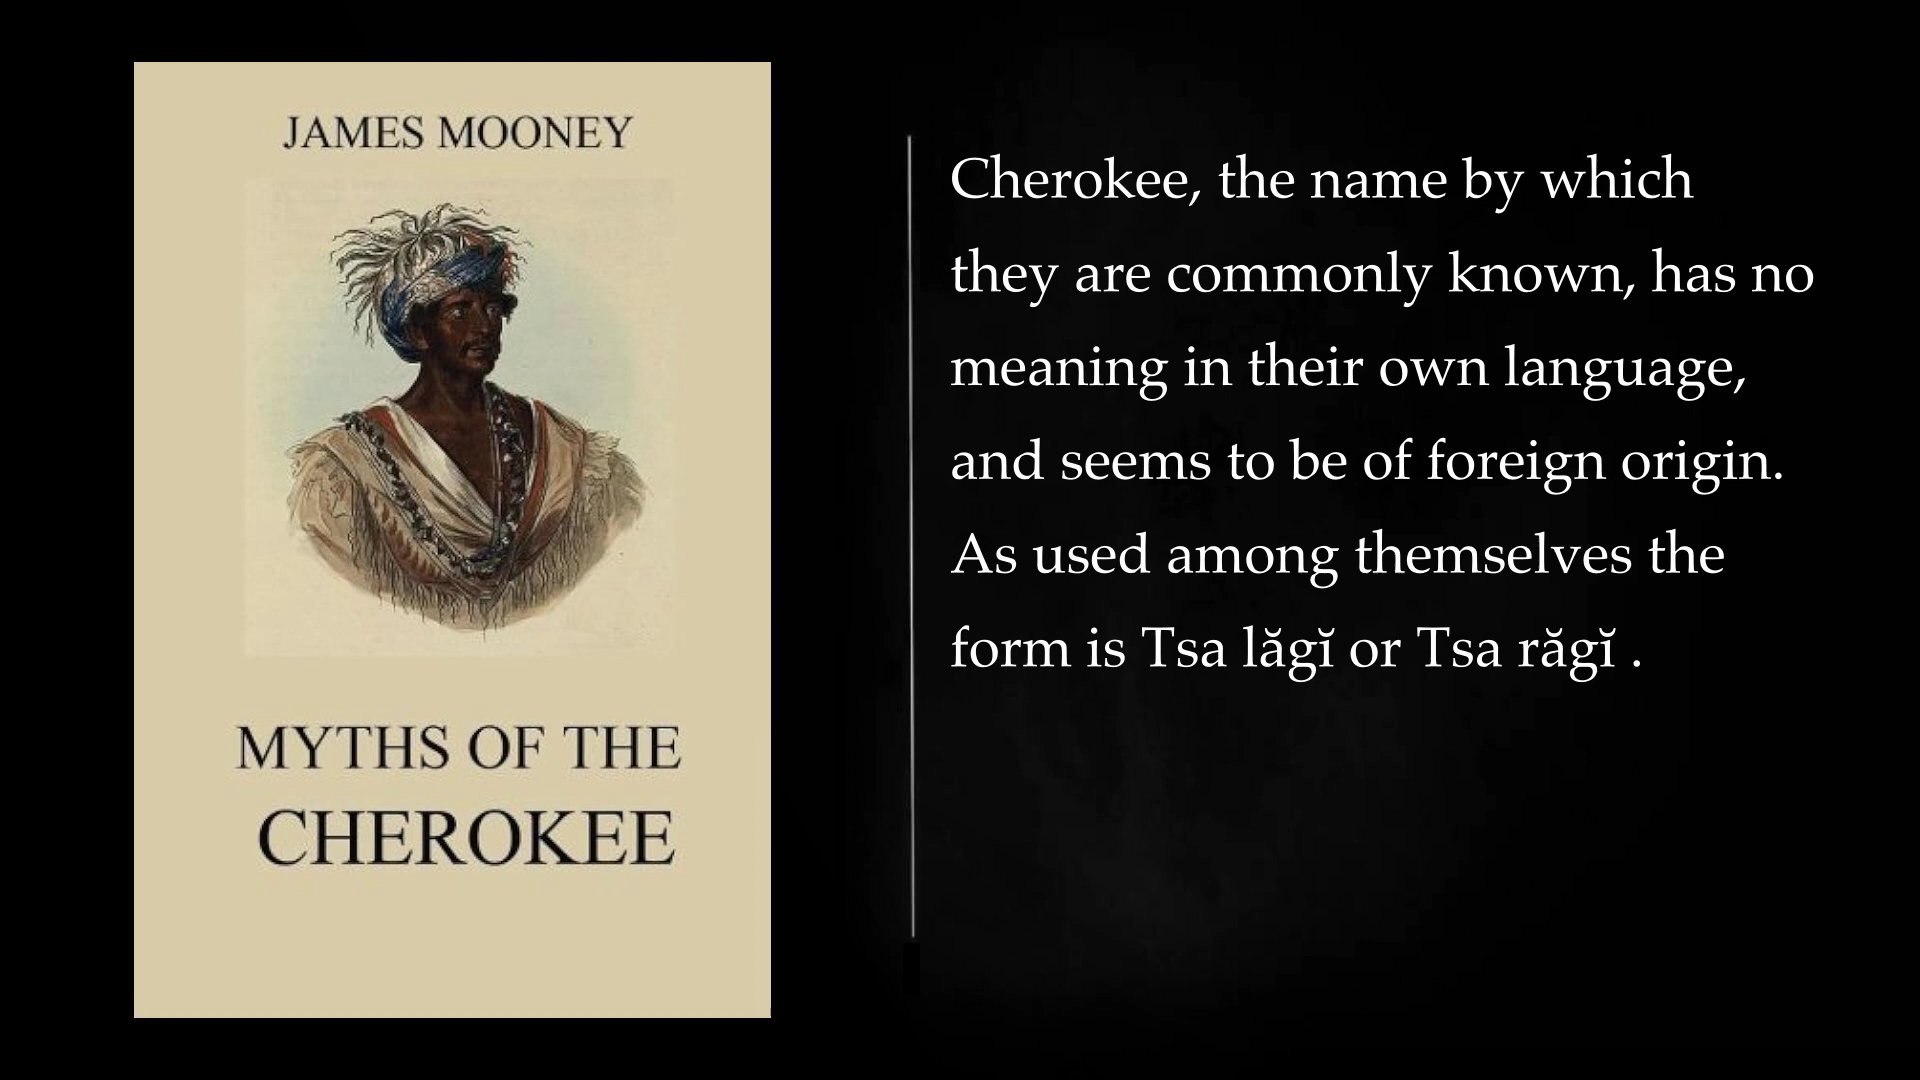 JAMES MOONEY
MYTHS OF THE
CHEROKEE
Cherokee, the name by which
they are commonly known, has no
meaning in their own language,
and seems to be of foreign origin.
As used among themselves the
form is Tsa lăgĭ or Tsa răgĭ .